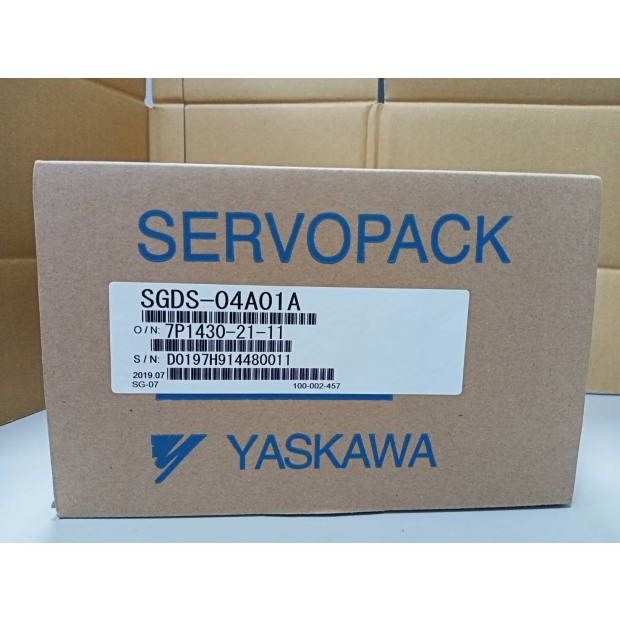 SERVOPACK
SGDS-04A01A
O/N: 7P1430-21-11
S/N: D0197H914480011
2019.07
SG-07 100-002-457
YASKAWA